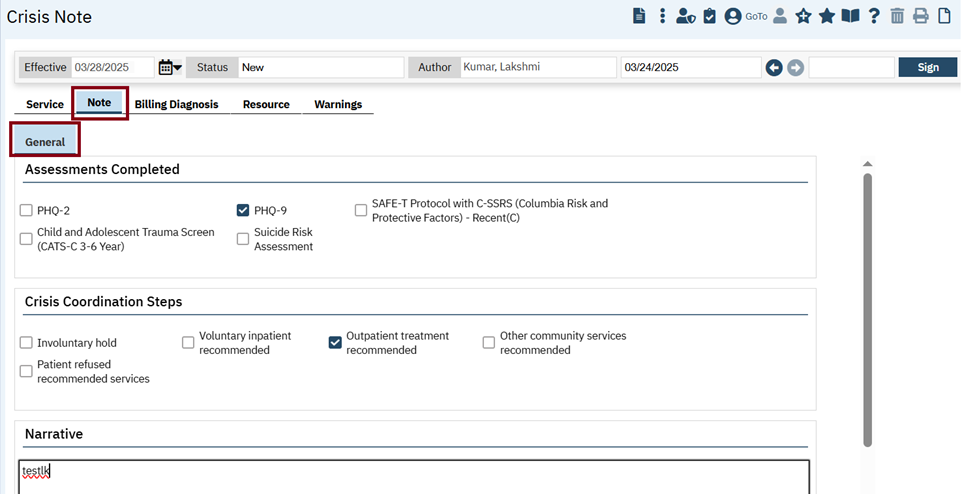 Crisis Note
GoTo
Effective 03/28/2025 Status New Author Kumar, Lakshmi 03/24/2025 Sign
Service Note Billing Diagnosis Resource Warnings
General
Assessments Completed
PHQ-2
PHQ-9
SAFE-T Protocol with C-SSRS (Columbia Risk and
Protective Factors) - Recent(C)
Child and Adolescent Trauma Screen
(CATS-C 3-6 Year)
Suicide Risk
Assessment
Crisis Coordination Steps
Involuntary hold
Voluntary inpatient
recommended
Outpatient treatment
recommended
Other community services
recommended
Patient refused
recommended services
Narrative
testlk